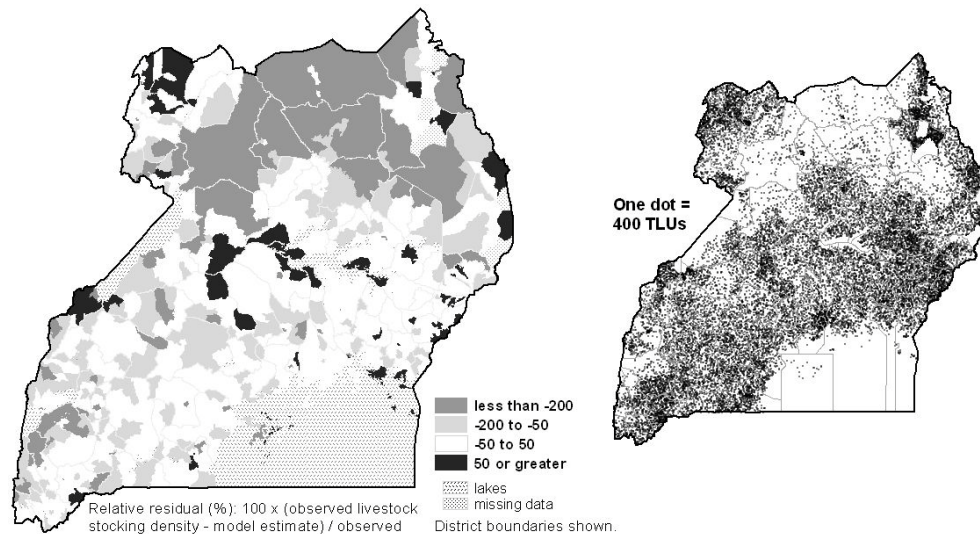 One dot =
400 TLUs
less than -200
-200 to -50
-50 to 50
50 or greater
lakes
missing data
Relative residual (%): 100 x (observed livestock
stocking density - model estimate) / observed
District boundaries shown.